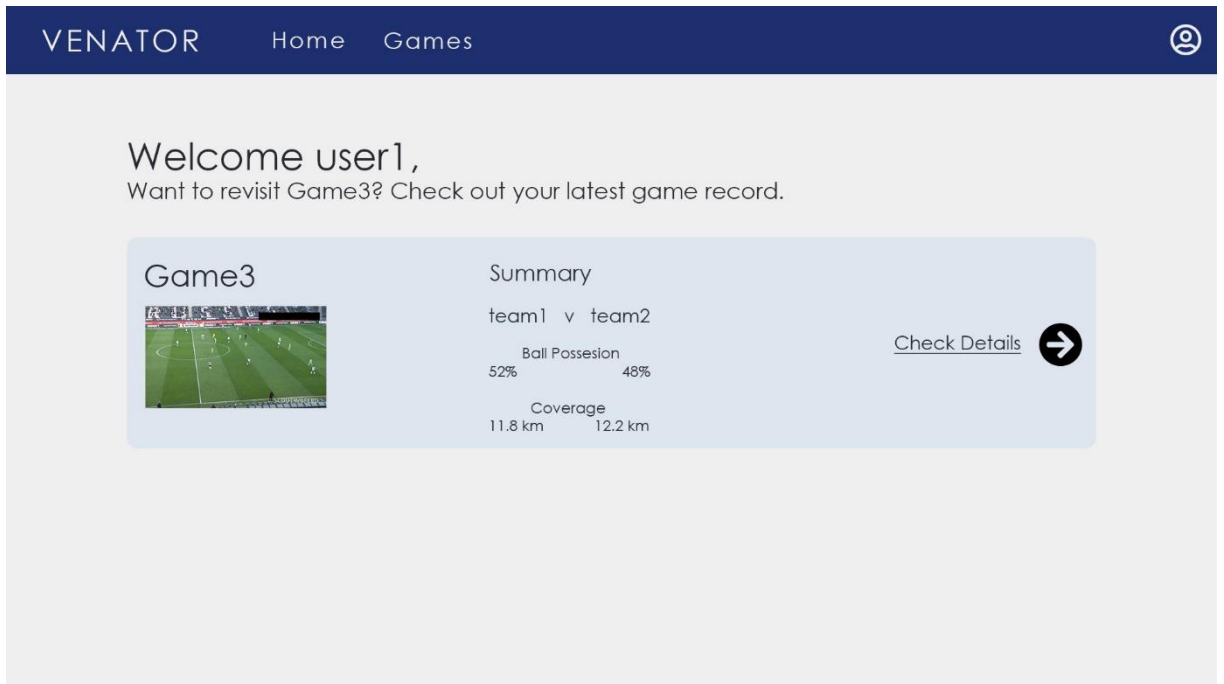 VENATOR Home Games
Welcome user1,
Want to revisit Game3? Check out your latest game record.
Game3
Summary
team1 v team2
Ball Possesion
52% 48%
Coverage
11.8 km 12.2 km
Check Details